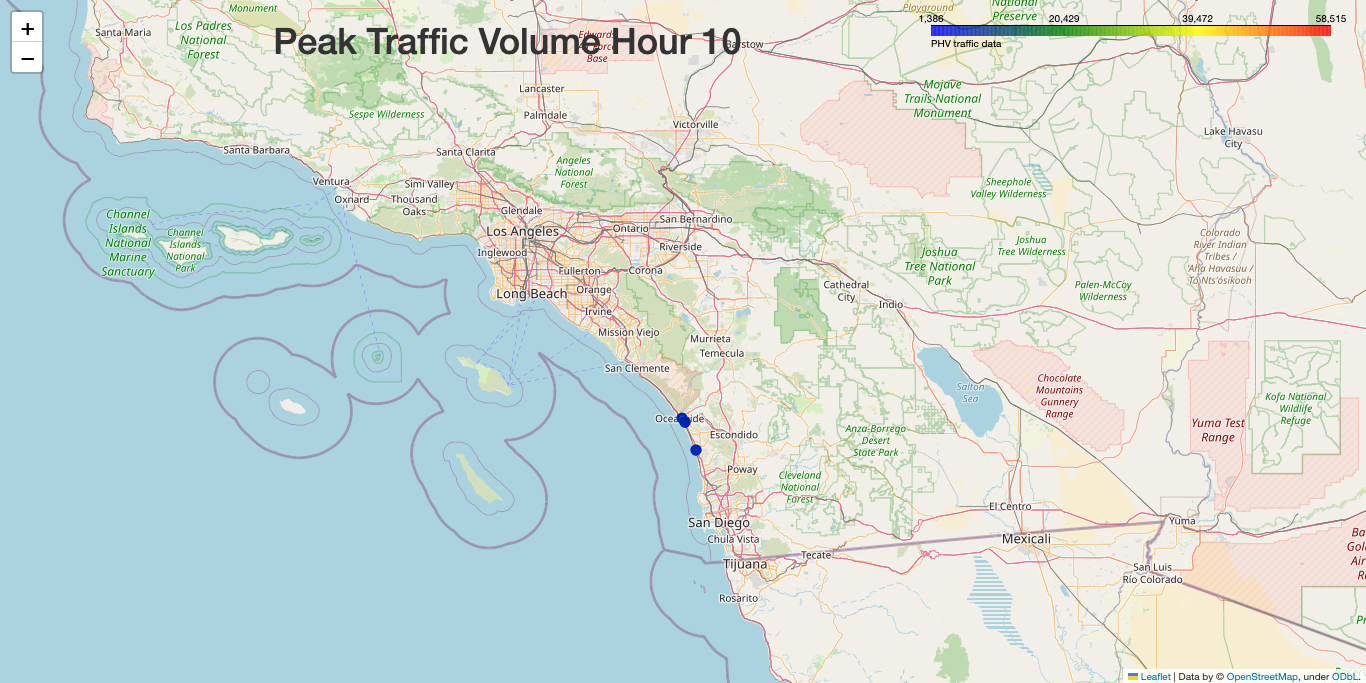 +
−
Peak Traffic Volume Hour 10
1,386 20,429 39,472 58,515
PHV traffic data
Monument
Playground
National
Preserve
Santa Maria
Los Padres
National
Forest
Edwards
Air Force
Base
Barstow
Lancaster
Palmdale
Sespe Wilderness
Victorville
Mojave
Trails National
Monument
Lake Havasu
City
Santa Barbara
Santa Clarita
Angeles
National
Forest
Sheephole
Valley Wilderness
Ventura
Simi Valley
Oxnard
Thousand
Oaks
Glendale
San Bernardino
Los Angeles
Ontario
Riverside
Channel
Islands
National
Marine
Sanctuary
Channel
Islands
National
Park
Inglewood
Fullerton
Corona
Joshua
Tree National
Park
Joshua
Tree Wilderness
Colorado
River Indian
Tribes /
'Aha Havasuu /
Long Beach
Orange
Cathedral
City
Indio
Palen-McCoy
Wilderness
Irvine
Mission Viejo
Murrieta
Temecula
San Clemente
Salton
Sea
Chocolate
Mountains
Gunnery
Range
Kofa National
Wildlife
Refuge
Yuma Test
Range
Escondido
Anza-Borrego
Desert
State Park
Poway
Cleveland
National
Forest
San Diego
El Centro
Yuma
Chula Vista
Mexicali
Tijuana
Tecate
San Luis
Río Colorado
Rosarito
Leaflet | Data by © OpenStreetMap, under ODbL.